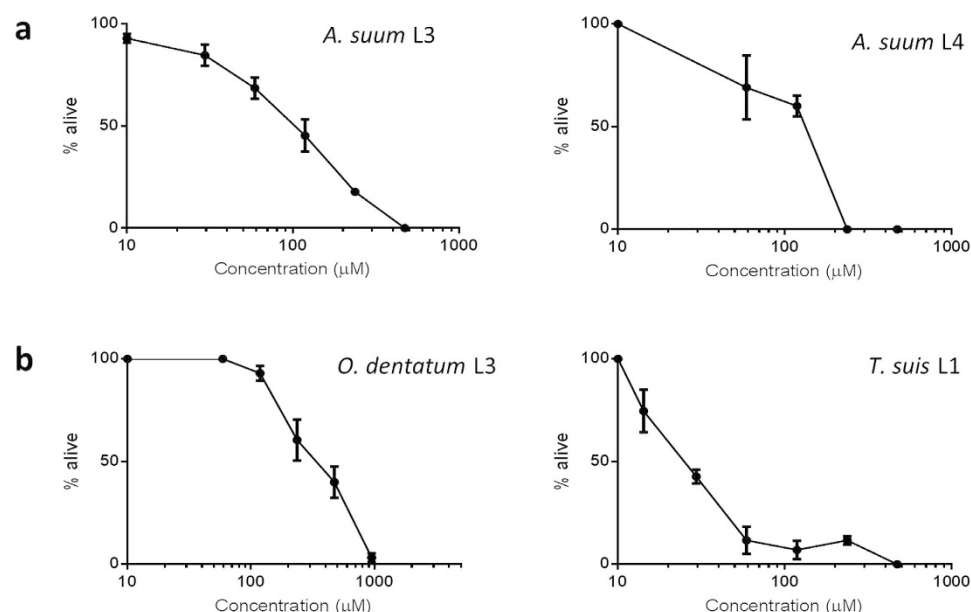 a
A. suum L3
100
50
0
% alive
10
100
1000
Concentration (µM)
A. suum L4
100
50
0
% alive
10
100
1000
Concentration (µM)
b
O. dentatum L3
100
50
0
% alive
10
100
1000
Concentration (µM)
T. suis L1
100
50
0
% alive
10
100
1000
Concentration (µM)